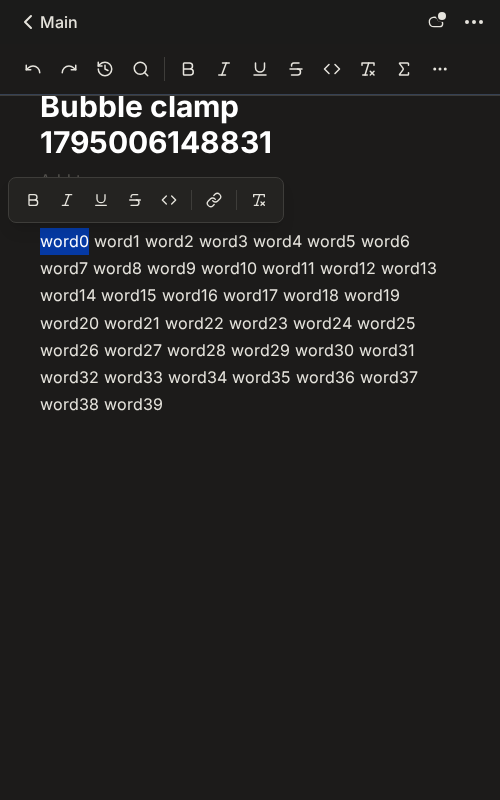 Main
Bubble clamp
1795006148831
word0 word1 word2 word3 word4 word5 word6
word7 word8 word9 word10 word11 word12 word13
word14 word15 word16 word17 word18 word19
word20 word21 word22 word23 word24 word25
word26 word27 word28 word29 word30 word31
word32 word33 word34 word35 word36 word37
word38 word39